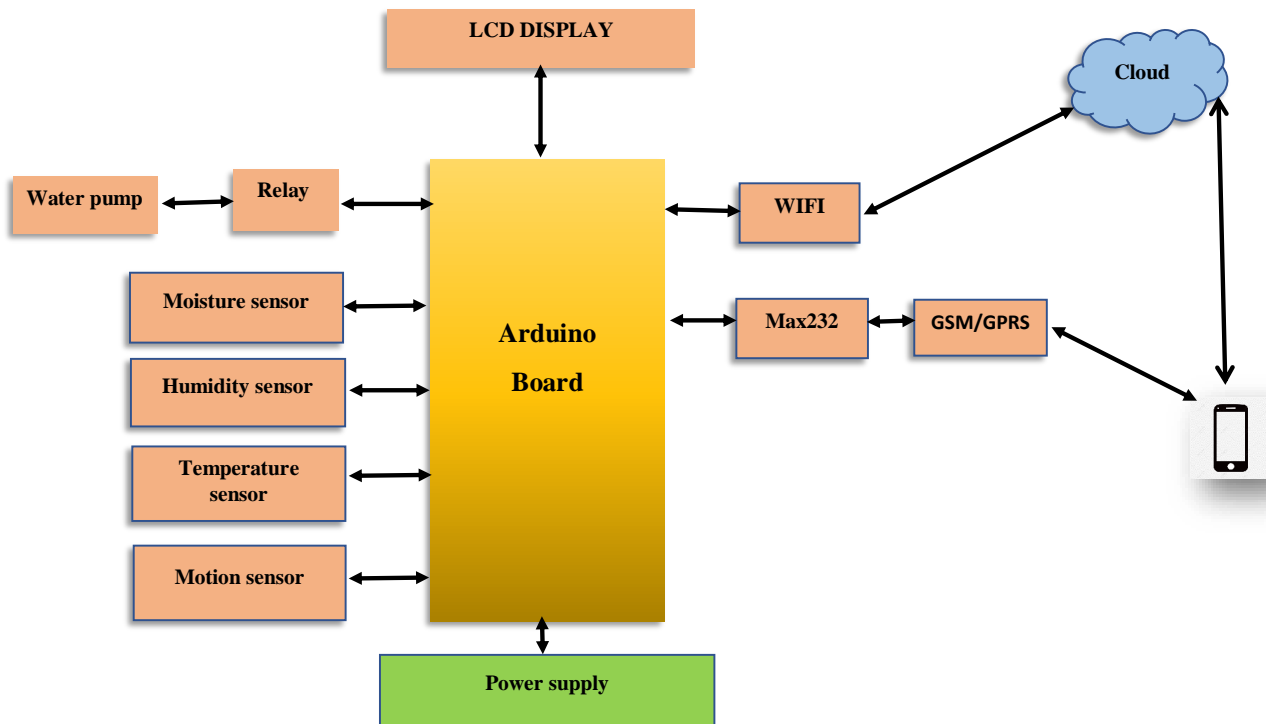 LCD DISPLAY
Cloud
Water pump
Relay
WIFI
Moisture sensor
Max232
GSM/GPRS
Arduino
Board
Humidity sensor
Temperature
sensor
Motion sensor
Power supply